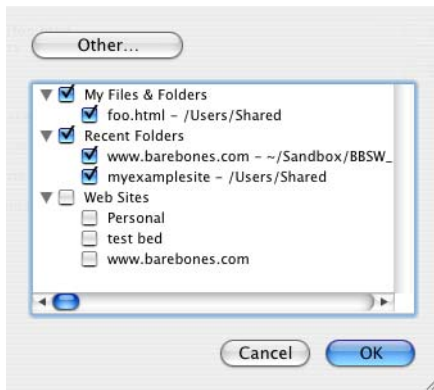 Other...
My Files & Folders
foo.html - /Users/Shared
Recent Folders
www.barebones.com - ~/Sandbox/BBSW_
myexamplesite - /Users/Shared
Web Sites
Personal
test bed
www.barebones.com
Cancel
OK